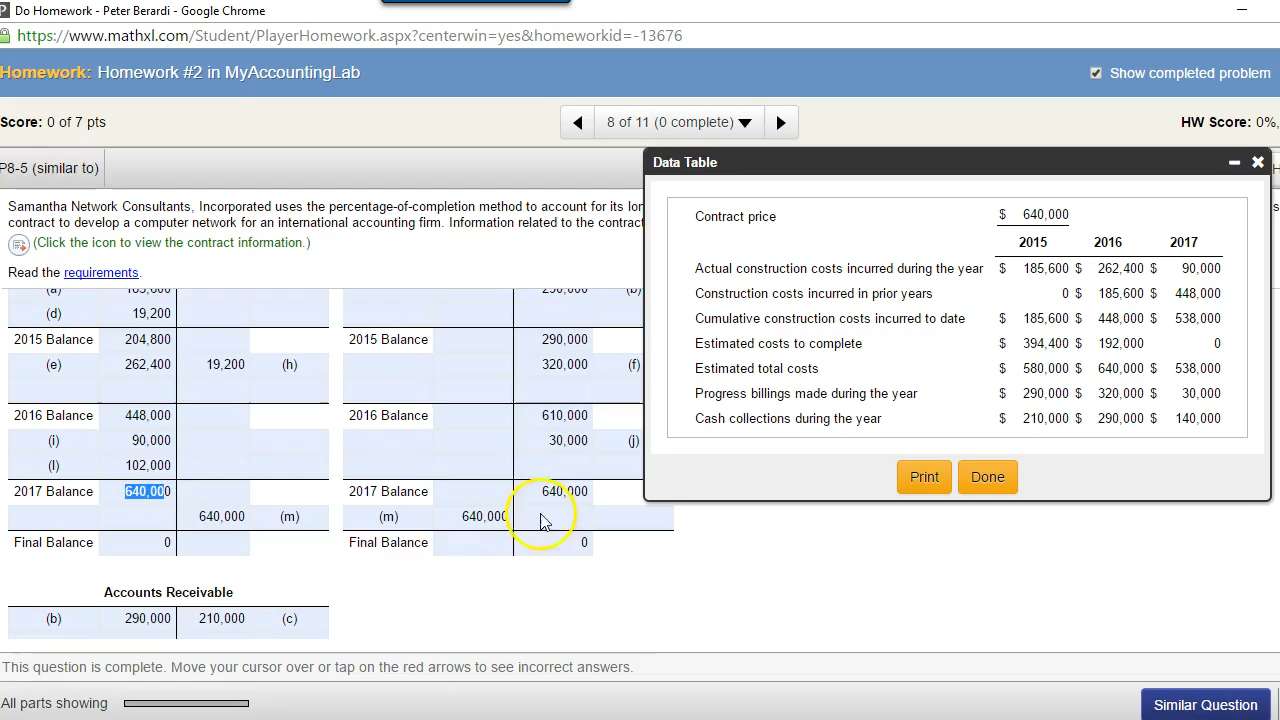 Do Homework - Peter Berardi - Google Chrome
https://www.mathxl.com/Student/PlayerHomework.aspx?centerwin=yes&homeworkid=-13676
Homework: Homework #2 in MyAccountingLab
Show completed problem
Score: 0 of 7 pts
8 of 11 (0 complete)
HW Score: 0%,
P8-5 (similar to)
Samantha Network Consultants, Incorporated uses the percentage-of-completion method to account for its lon
contract to develop a computer network for an international accounting firm. Information related to the contract
(Click the icon to view the contract information.)
Read the requirements.
(d) 19,200
2015 Balance 204,800 2015 Balance 290,000
(e) 262,400 19,200 (h) 320,000 (f)
2016 Balance 448,000 2016 Balance 610,000
(i) 90,000 30,000 (j)
(l) 102,000
2017 Balance 640,000 2017 Balance 640,000
640,000 (m) (m) 640,000
Final Balance 0 Final Balance 0
Accounts Receivable
(b) 290,000 210,000 (c)
Data Table
Contract price $ 640,000
2015 2016 2017
Actual construction costs incurred during the year $ 185,600 $ 262,400 $ 90,000
Construction costs incurred in prior years 0 $ 185,600 $ 448,000
Cumulative construction costs incurred to date $ 185,600 $ 448,000 $ 538,000
Estimated costs to complete $ 394,400 $ 192,000 0
Estimated total costs $ 580,000 $ 640,000 $ 538,000
Progress billings made during the year $ 290,000 $ 320,000 $ 30,000
Cash collections during the year $ 210,000 $ 290,000 $ 140,000
Print Done
This question is complete. Move your cursor over or tap on the red arrows to see incorrect answers.
All parts showing
Similar Question